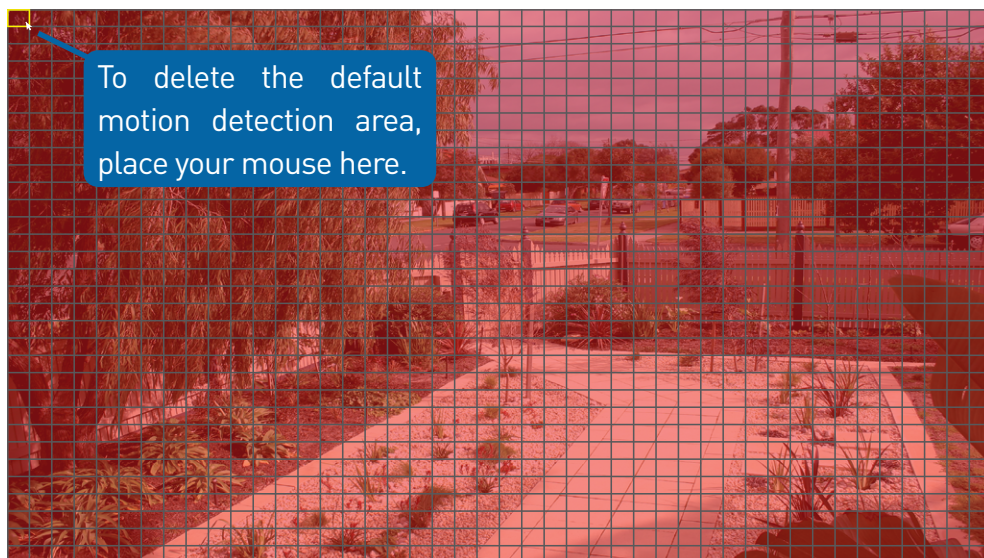 To delete the default
motion detection area,
place your mouse here.